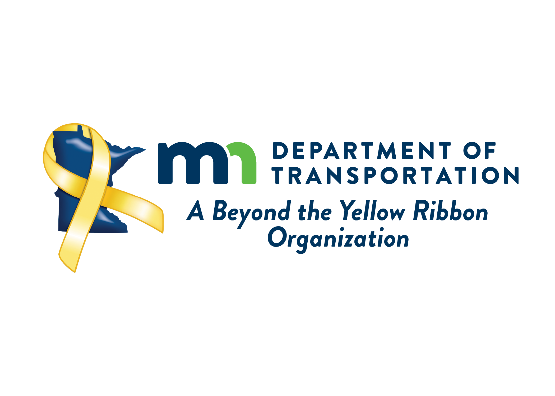 mn DEPARTMENT OF
TRANSPORTATION
A Beyond the Yellow Ribbon
Organization